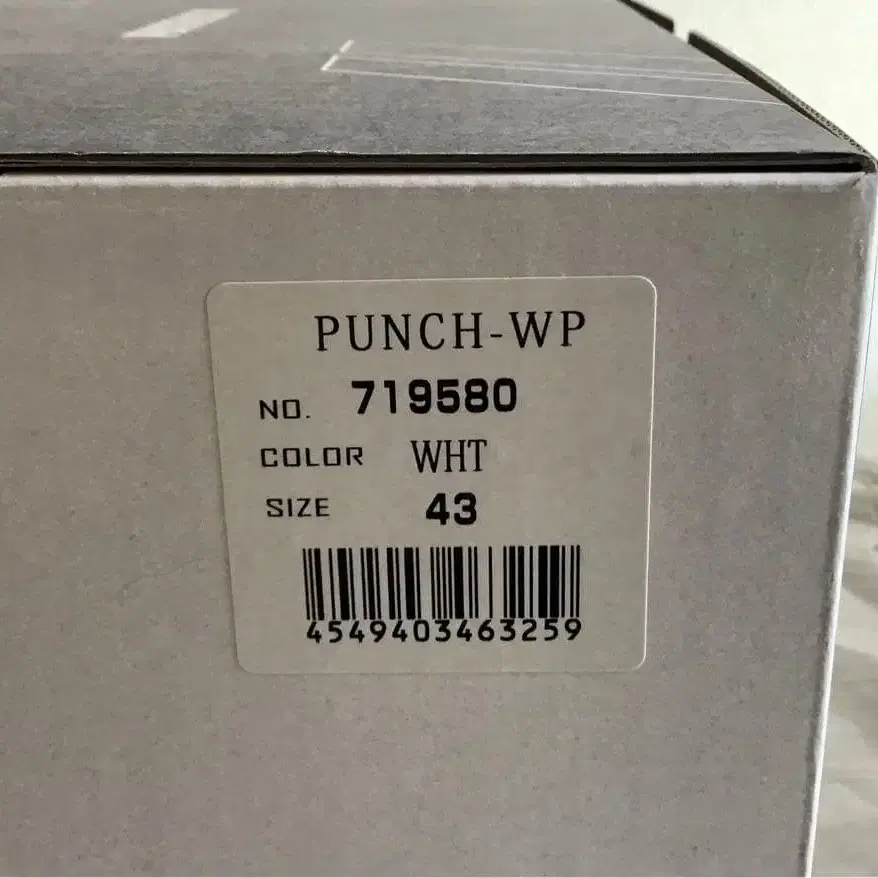 PUNCH-WP
NO. 719580
COLOR WHT
SIZE 43
4549403463259